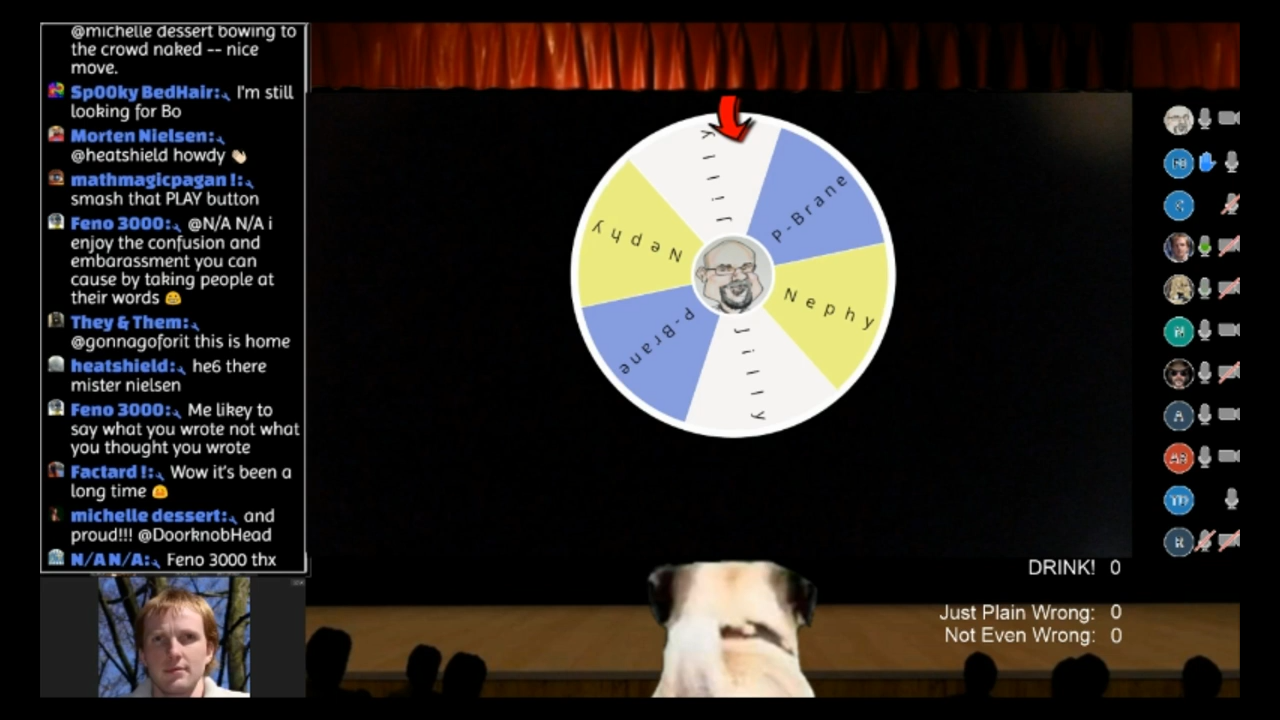 @michelle dessert bowing to
the crowd naked -- nice
move.
Sp00ky BedHair: I'm still
looking for Bo
Morten Nielsen:
@heatshield howdy 👋🏻
mathmagicpagan !:
smash that PLAY button
Feno 3000: @N/A N/A i
enjoy the confusion and
embarassment you can
cause by taking people at
their words 😀
They & Them:
@gonnagoforit this is home
heatshield: he6 there
mister nielsen
Feno 3000: Me likey to
say what you wrote not what
you thought you wrote
Factard !: Wow it's been a
long time 🤗
michelle dessert: and
proud!!! @DoorknobHead
N/A N/A: Feno 3000 thx
Jilly
P-Brane
Nephy
Jilly
P-Brane
Nephy
A
DRINK! 0
Just Plain Wrong: 0
Not Even Wrong: 0